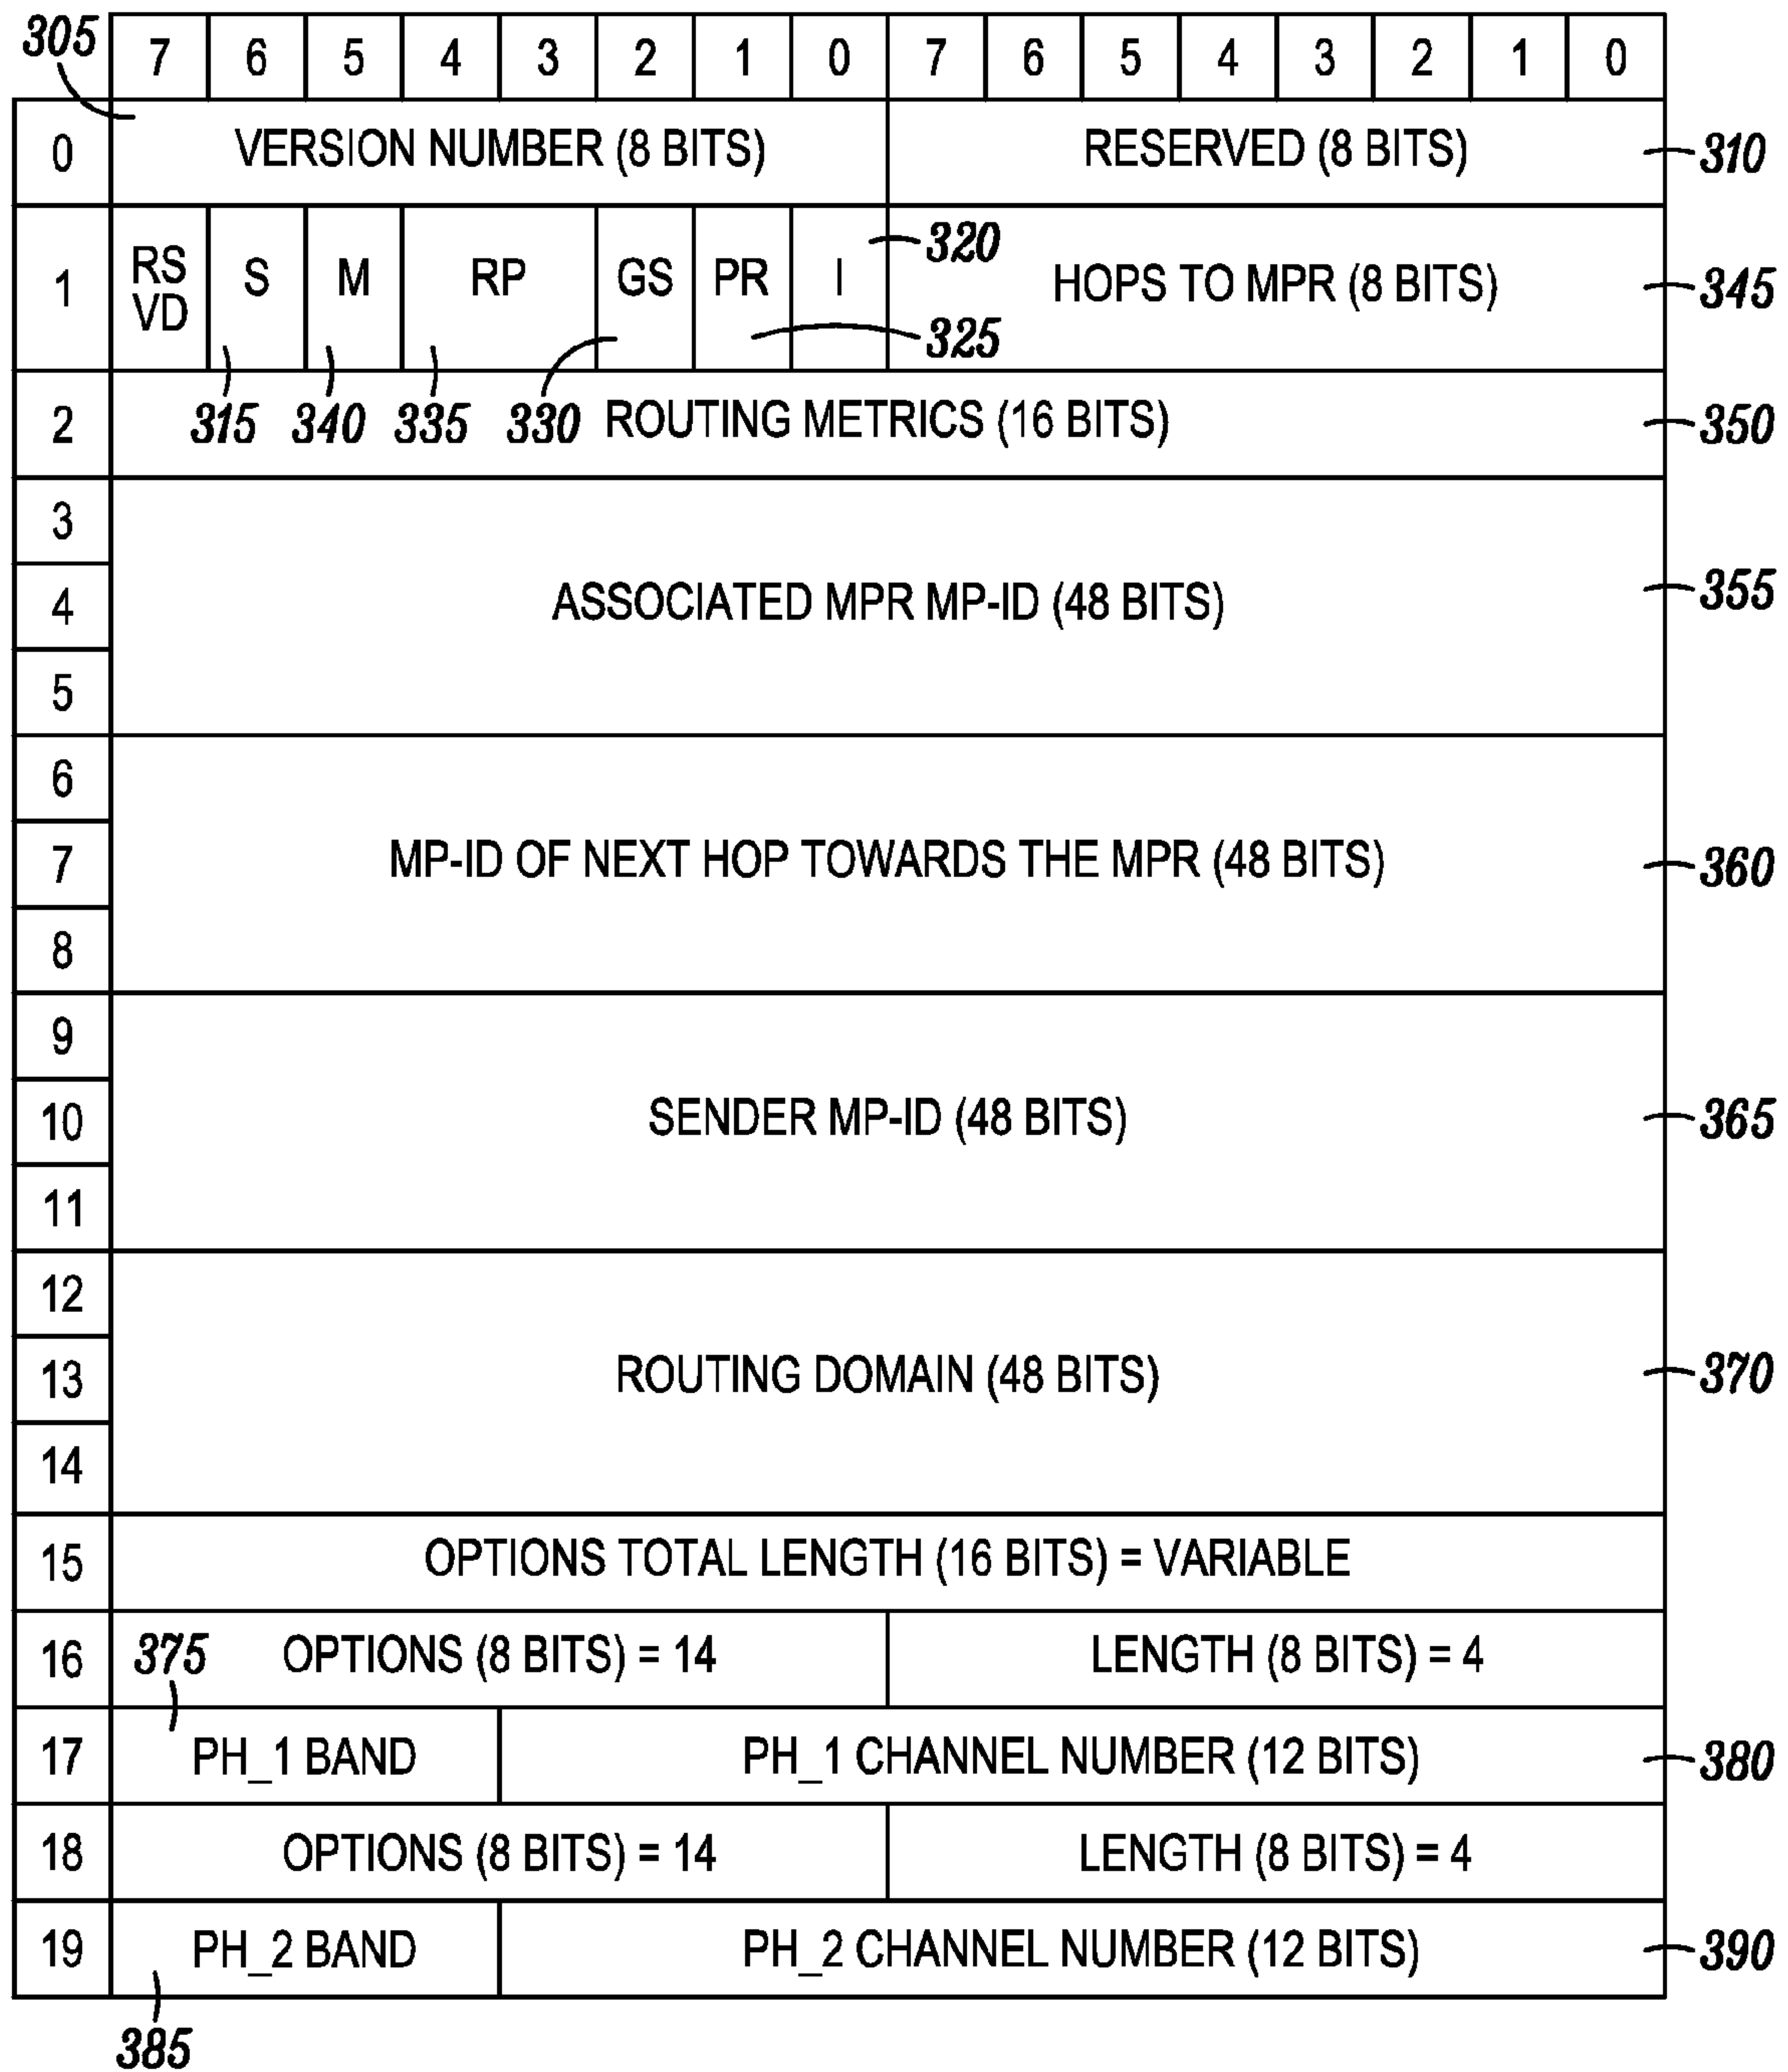 305 7 6 5 4 3 2 1 0 7 6 5 4 3 2 1 0
0 VERSION NUMBER (8 BITS) RESERVED (8 BITS) 310
1 RS VD S M RP GS PR I 320 HOPS TO MPR (8 BITS) 345
325
2 315 340 335 330 ROUTING METRICS (16 BITS) 350
3
4 ASSOCIATED MPR MP-ID (48 BITS) 355
5
6
7 MP-ID OF NEXT HOP TOWARDS THE MPR (48 BITS) 360
8
9
10 SENDER MP-ID (48 BITS) 365
11
12
13 ROUTING DOMAIN (48 BITS) 370
14
15 OPTIONS TOTAL LENGTH (16 BITS) = VARIABLE
16 375 OPTIONS (8 BITS) = 14 LENGTH (8 BITS) = 4
17 PH_1 BAND PH_1 CHANNEL NUMBER (12 BITS) 380
18 OPTIONS (8 BITS) = 14 LENGTH (8 BITS) = 4
19 PH_2 BAND PH_2 CHANNEL NUMBER (12 BITS) 390
385